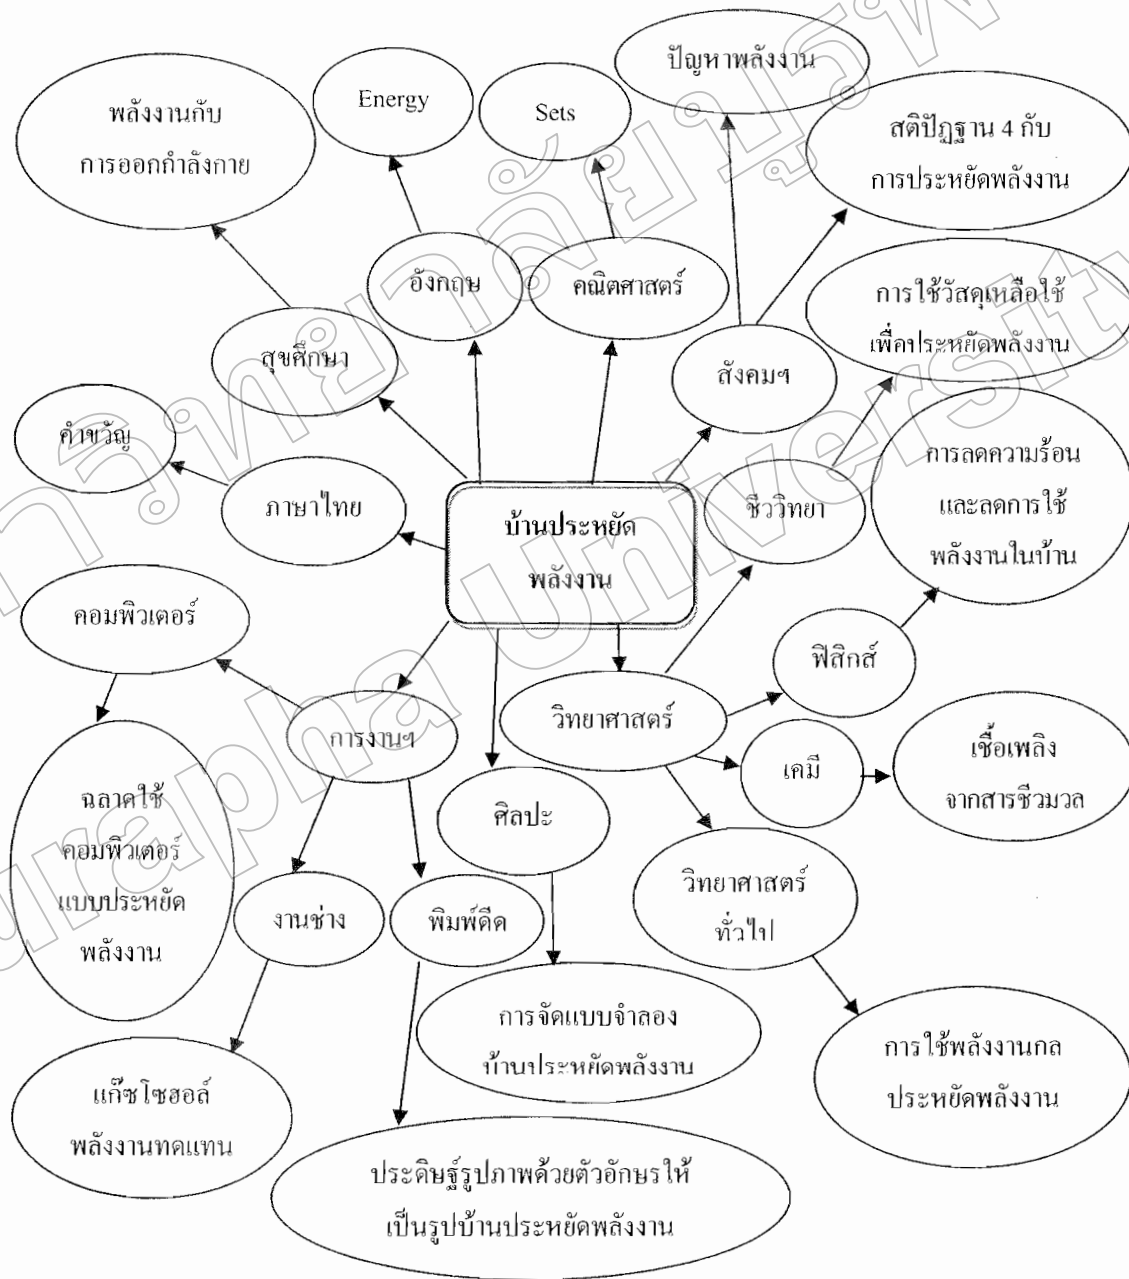 ปัญหาพลังงาน
Energy
Sets
พลังงานกับ
การออกกำลังกาย
สติปัฏฐาน 4 กับ
การประหยัดพลังงาน
อังกฤษ
คณิตศาสตร์
การใช้วัสดุเหลือใช้
เพื่อประหยัดพลังงาน
สุขศึกษา
สังคมฯ
คำขวัญ
ภาษาไทย
บ้านประหยัด
พลังงาน
ชีววิทยา
การลดความร้อน
และลดการใช้
พลังงานในบ้าน
คอมพิวเตอร์
ฟิสิกส์
การงานฯ
วิทยาศาสตร์
เคมี
เชื้อเพลิง
จากสารชีวมวล
ฉลาดใช้
คอมพิวเตอร์
แบบประหยัด
พลังงาน
ศิลปะ
งานช่าง
พิมพ์ดีด
วิทยาศาสตร์
ทั่วไป
การจัดแบบจำลอง
บ้านประหยัดพลังงาน
การใช้พลังงานกล
ประหยัดพลังงาน
แก๊ซโซฮอล์
พลังงานทดแทน
ประดิษฐ์รูปภาพด้วยตัวอักษรให้
เป็นรูปบ้านประหยัดพลังงาน
University